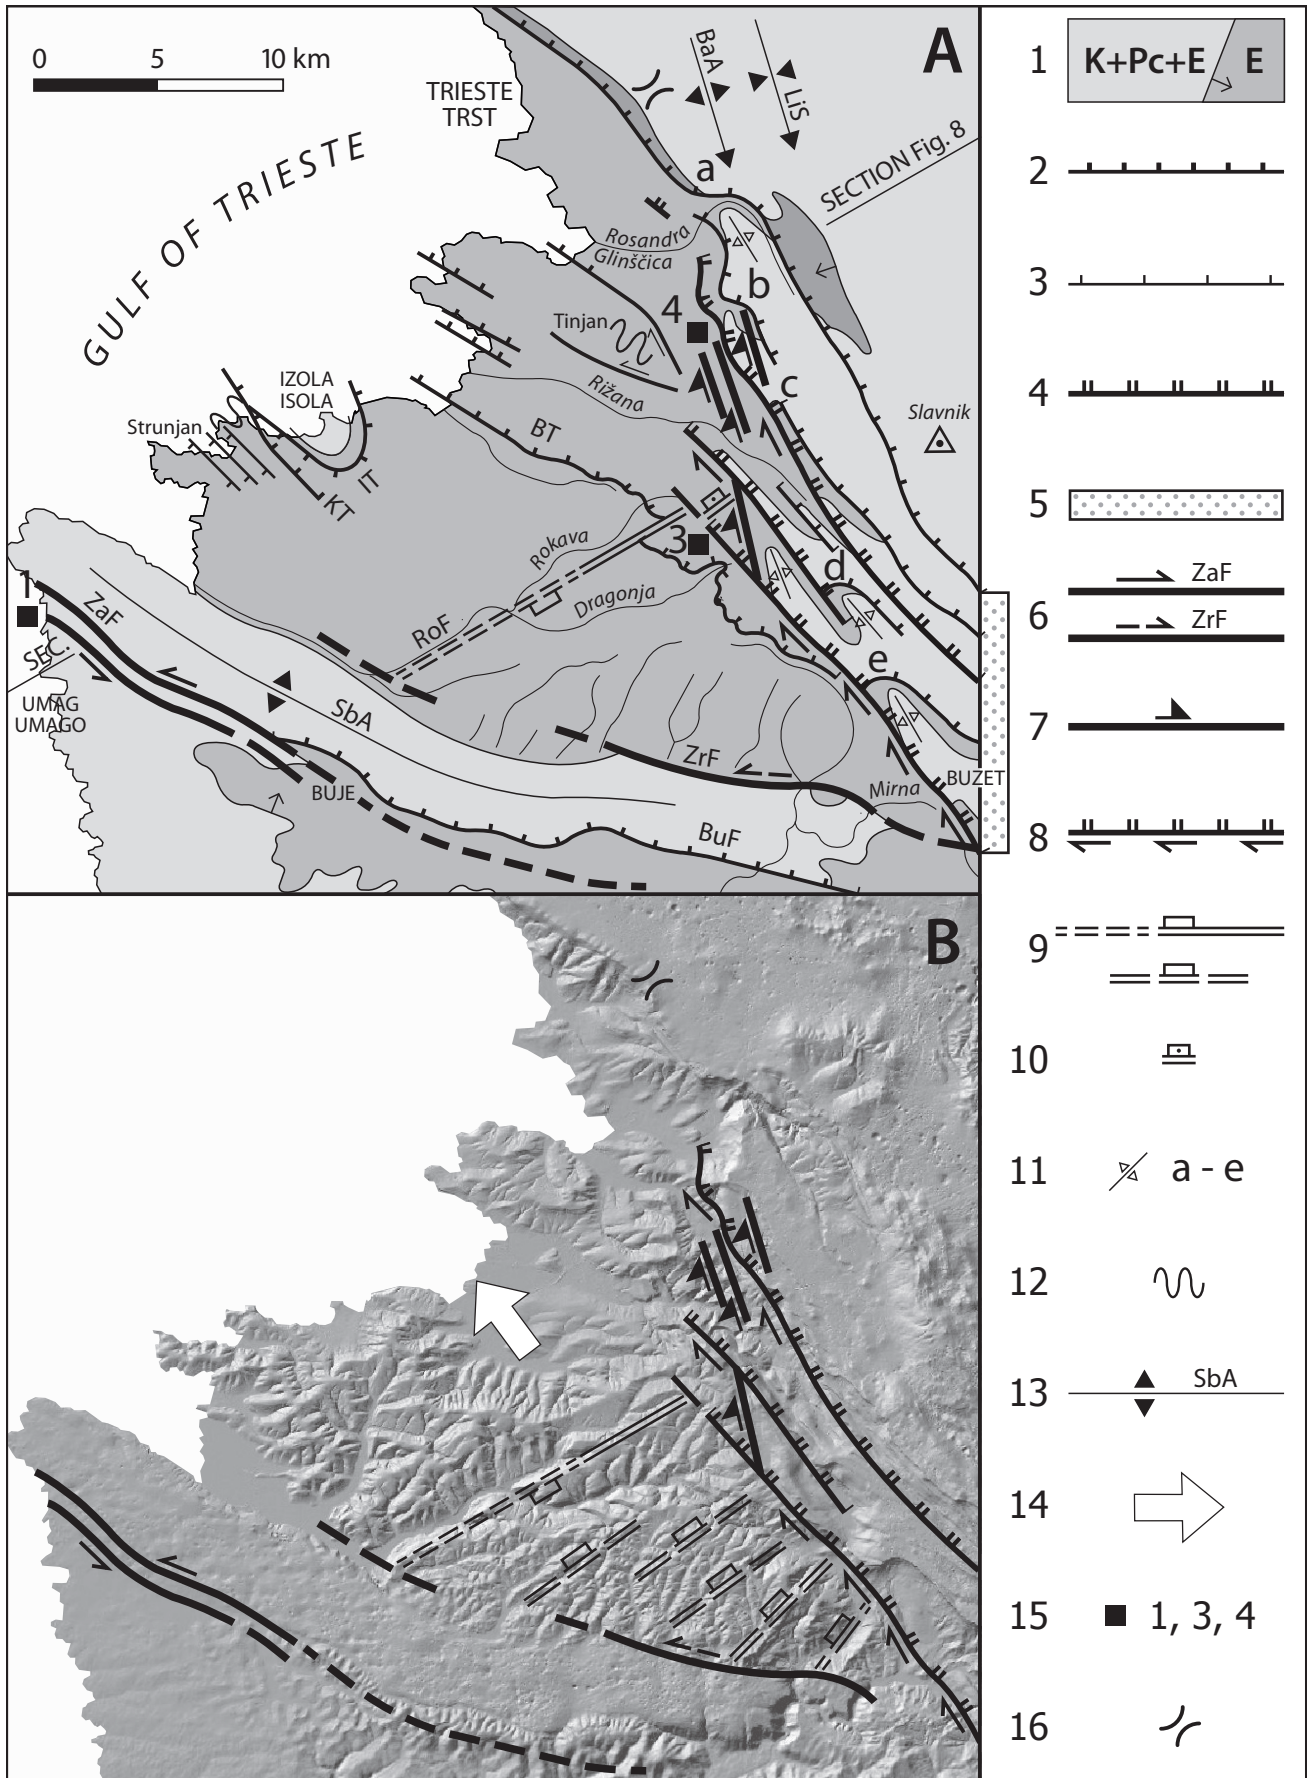 0 5 10 km
A
TRIESTE
TRST
BaA
LiS
GULF OF TRIESTE
a
SECTION Fig. 8
Rosandra
Glinščica
b
4
Tinjan
c
IZOLA
ISOLA
Rižana
Slavnik
Strunjan
BT
IT
KT
Rokava
3
d
Dragonja
1
ZaF
RoF
e
SEC.
UMAG
UMAGO
SbA
ZrF
BUZET
BUJE
Mirna
BuF
B
1 K+Pc+E E
2
3
4
5
6 ZaF
ZrF
7
8
9
10
11 a - e
12
13 SbA
14
15 1, 3, 4
16